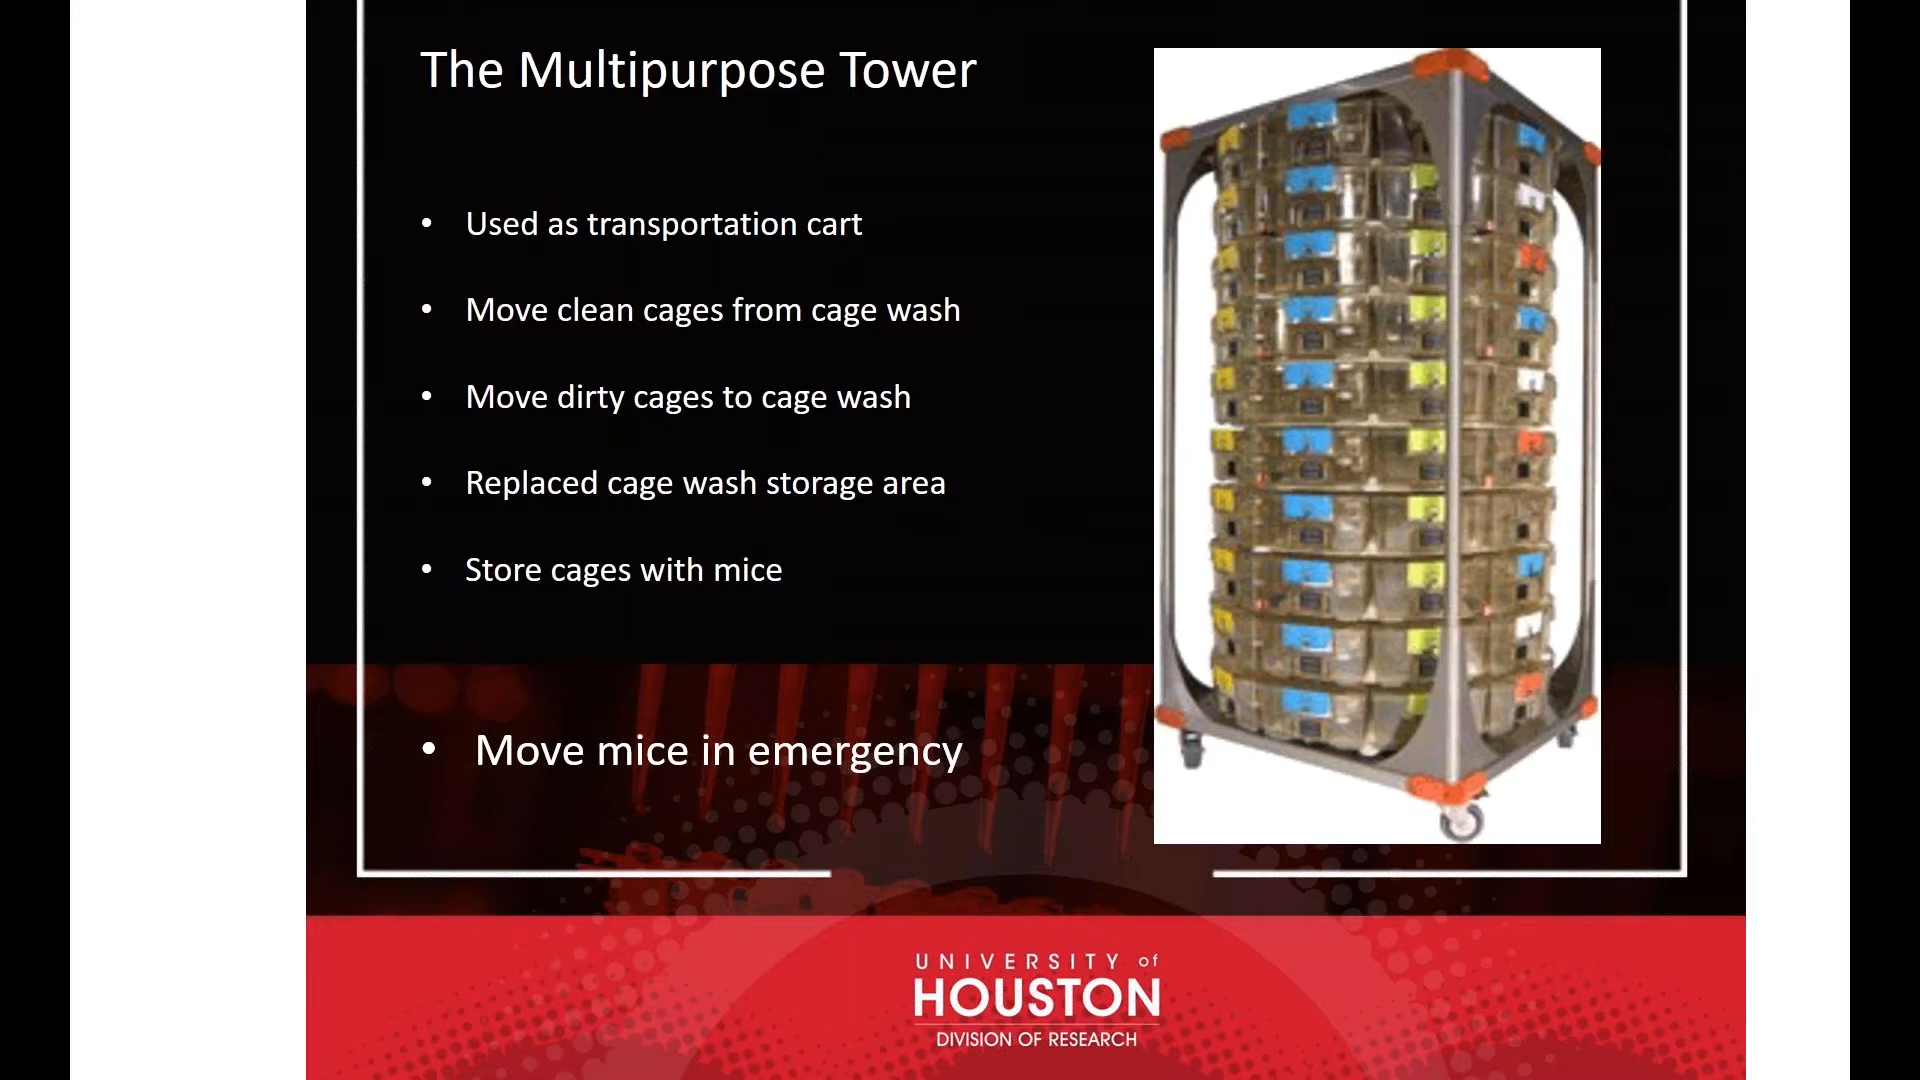 The Multipurpose Tower
• Used as transportation cart
• Move clean cages from cage wash
• Move dirty cages to cage wash
• Replaced cage wash storage area
• Store cages with mice
• Move mice in emergency
UNIVERSITY of
HOUSTON
DIVISION OF RESEARCH